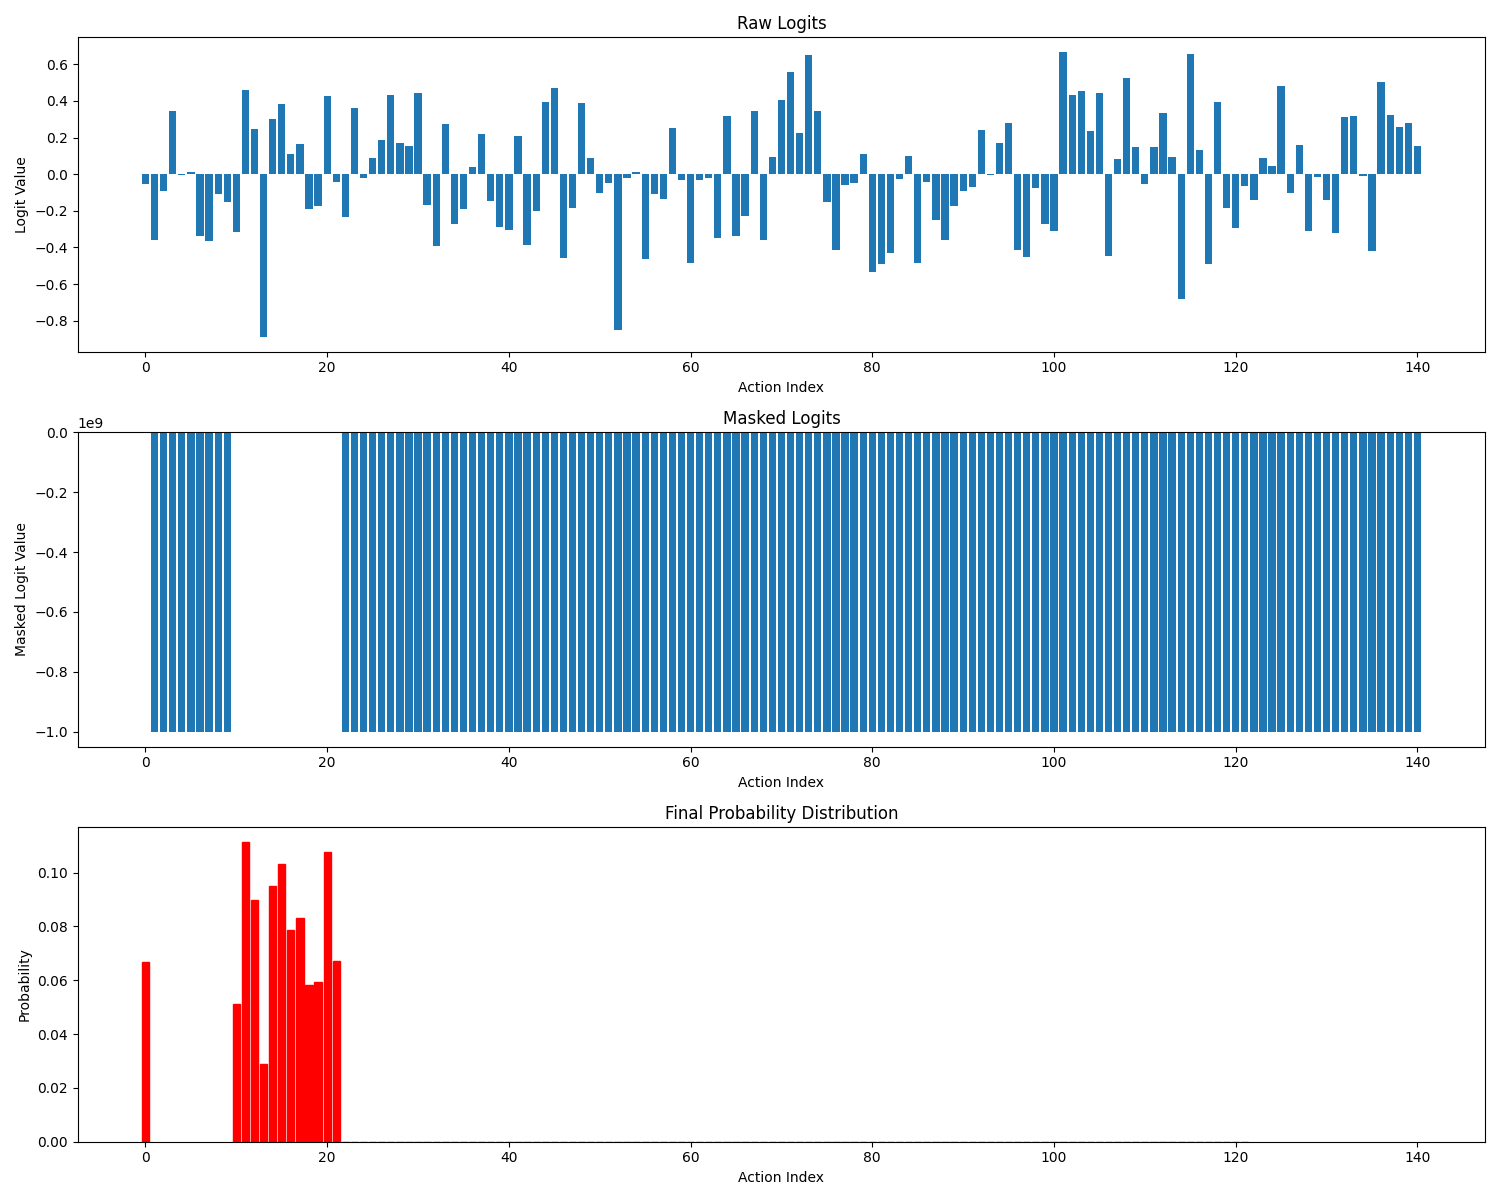 Raw Logits
Logit Value
0.6
0.4
0.2
0.0
−0.2
−0.4
−0.6
−0.8
0 20 40 60 80 100 120 140
Action Index
Masked Logits
1e9
Masked Logit Value
0.0
−0.2
−0.4
−0.6
−0.8
−1.0
0 20 40 60 80 100 120 140
Action Index
Final Probability Distribution
Probability
0.10
0.08
0.06
0.04
0.02
0.00
0 20 40 60 80 100 120 140
Action Index